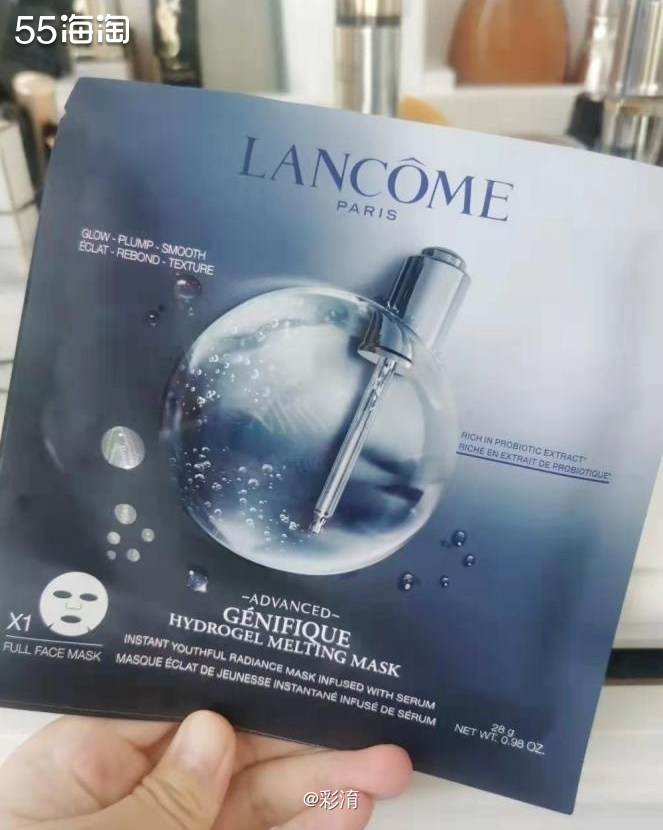 55海淘
LANCÔME
PARIS
GLOW - PLUMP - SMOOTH
ÉCLAT - REBOND - TEXTURE
RICH IN PROBIOTIC EXTRACT*
RICHE EN EXTRAIT DE PROBIOTIQUE*
-ADVANCED-
GÉNIFIQUE
HYDROGEL MELTING MASK
X1
FULL FACE MASK
INSTANT YOUTHFUL RADIANCE MASK INFUSED WITH SERUM
MASQUE ÉCLAT DE JEUNESSE INSTANTANÉ INFUSÉ DE SÉRUM
28 g
NET WT. 0.98 OZ.
@彩淯